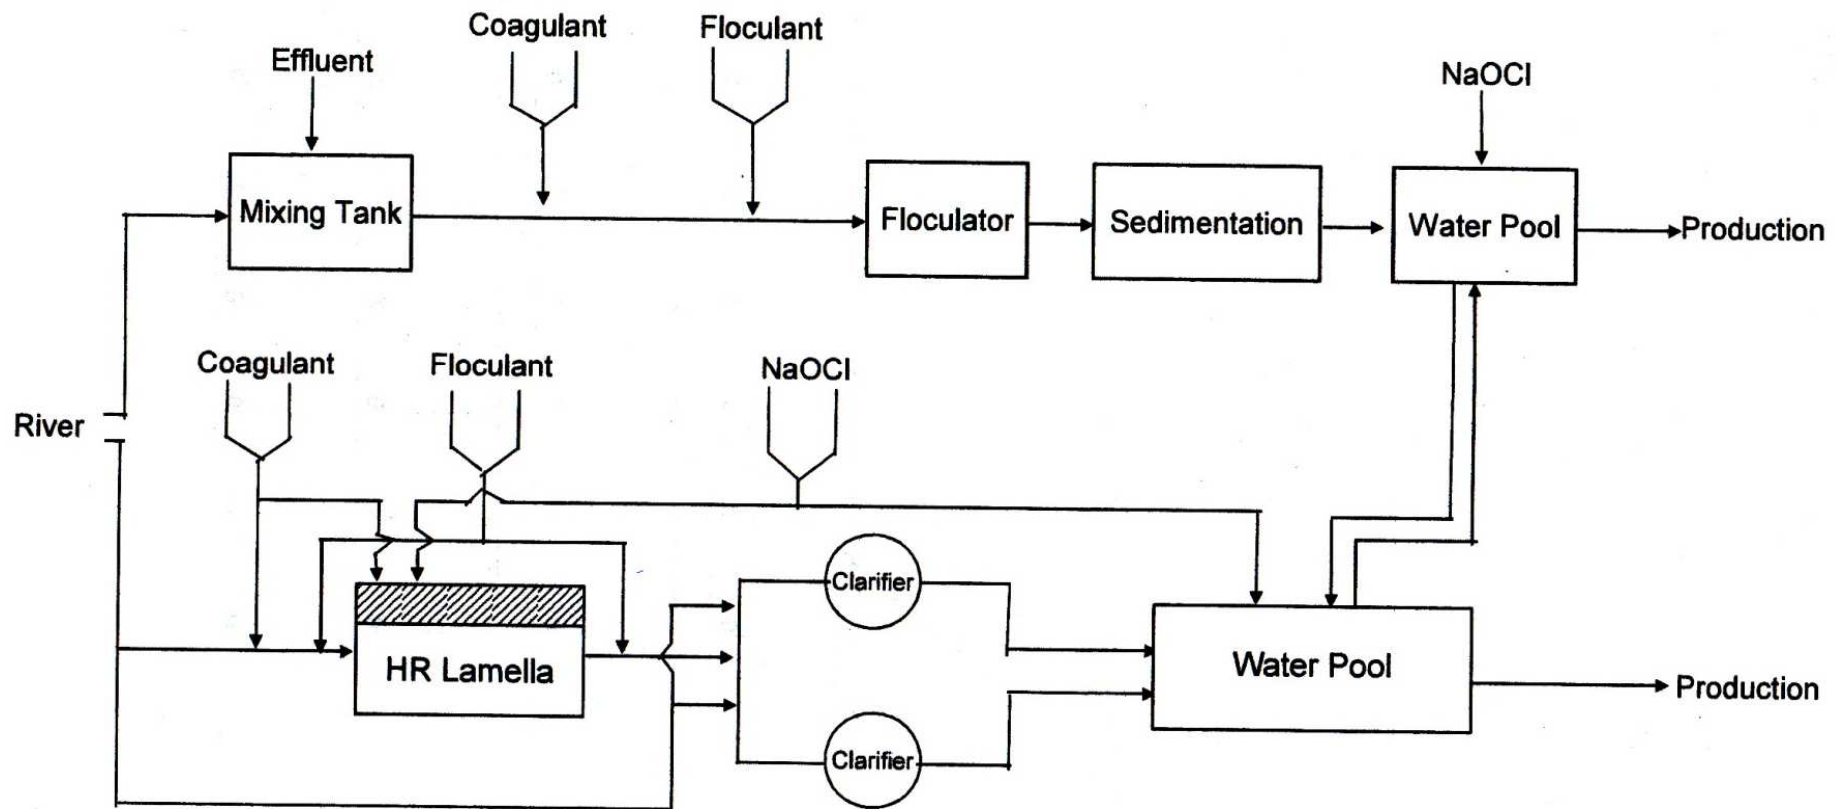 Coagulant
Floculant
Effluent
NaOCl
Mixing Tank
Floculator
Sedimentation
Water Pool
Production
Coagulant
Floculant
NaOCl
River
Clarifier
HR Lamella
Water Pool
Production
Clarifier